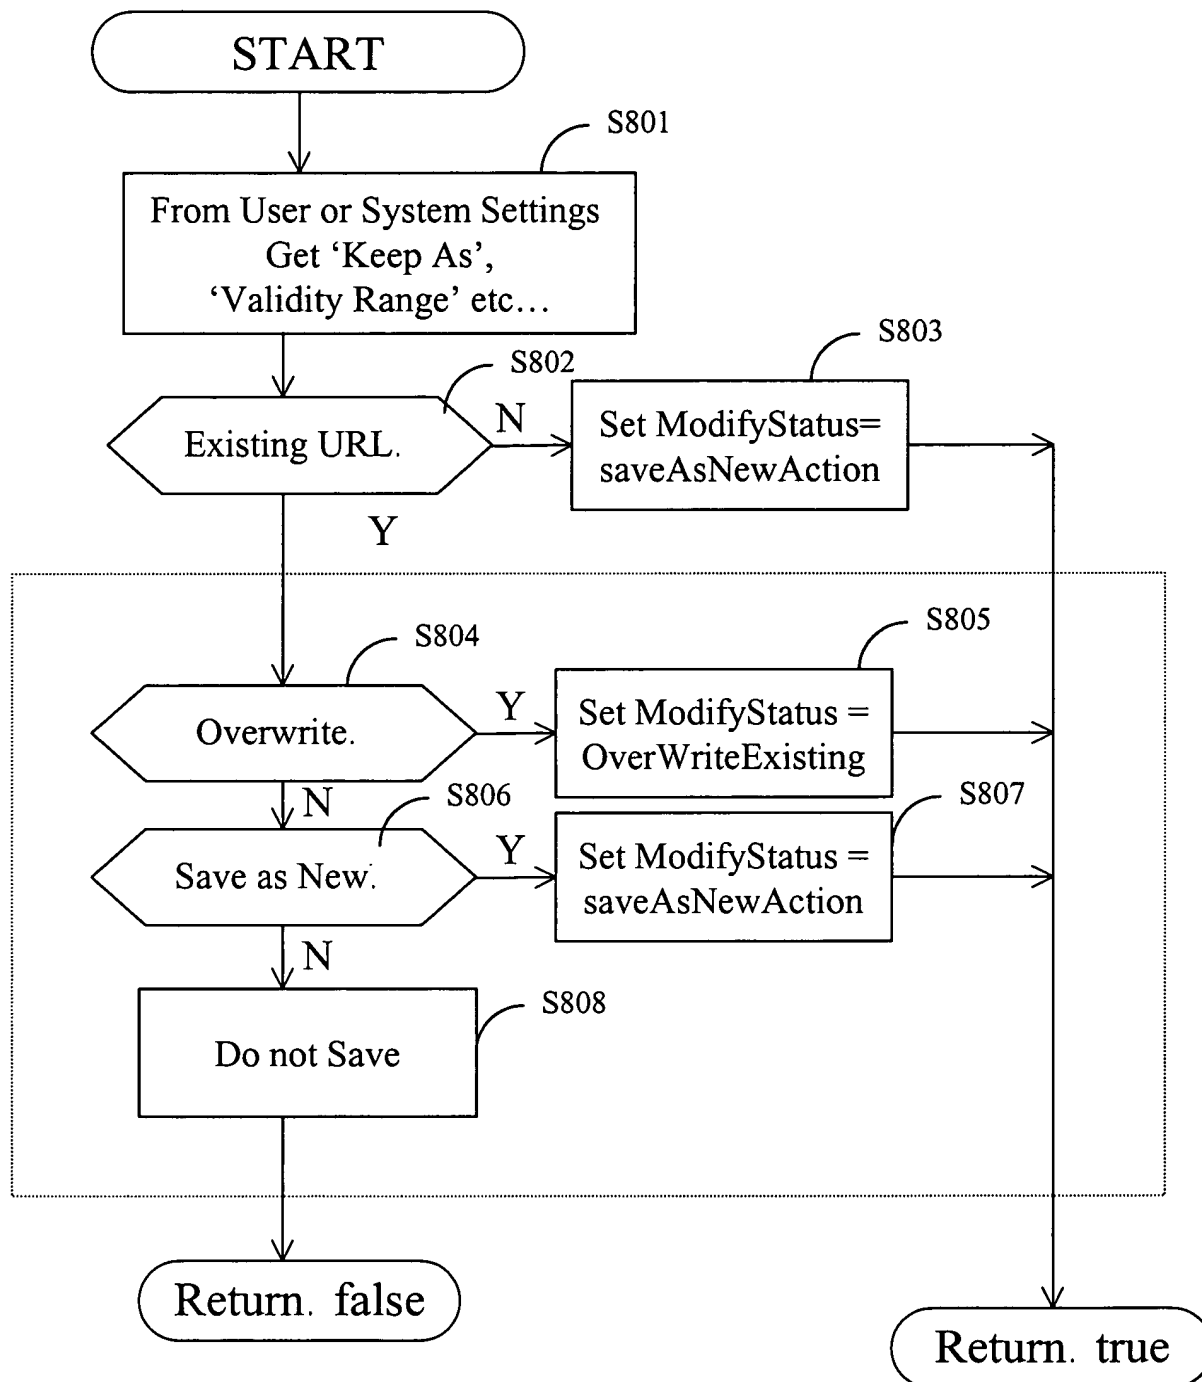 START
S801
From User or System Settings
Get ‘Keep As’,
‘Validity Range’ etc…
S802
S803
Existing URL.
N
Set ModifyStatus=
saveAsNewAction
Y
S804
S805
Overwrite.
Y
Set ModifyStatus =
OverWriteExisting
N
S806
S807
Save as New.
Y
Set ModifyStatus =
saveAsNewAction
N
S808
Do not Save
Return. false
Return. true